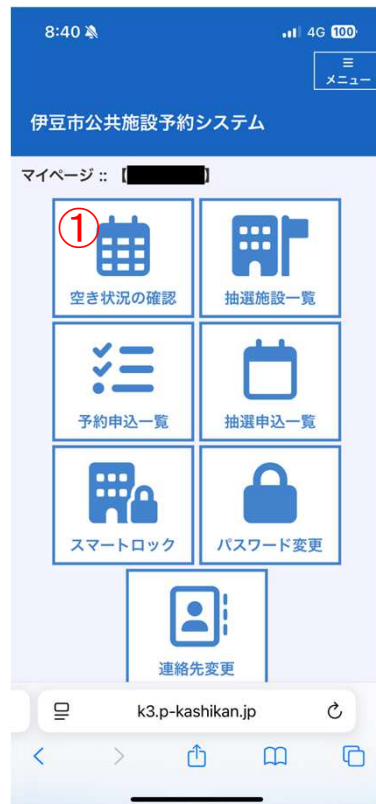 8:40 4G 100
≡
メニュー
伊豆市公共施設予約システム
マイページ :: 【 】
①
空き状況の確認 抽選施設一覧
予約申込一覧 抽選申込一覧
スマートロック パスワード変更
連絡先変更
k3.p-kashikan.jp